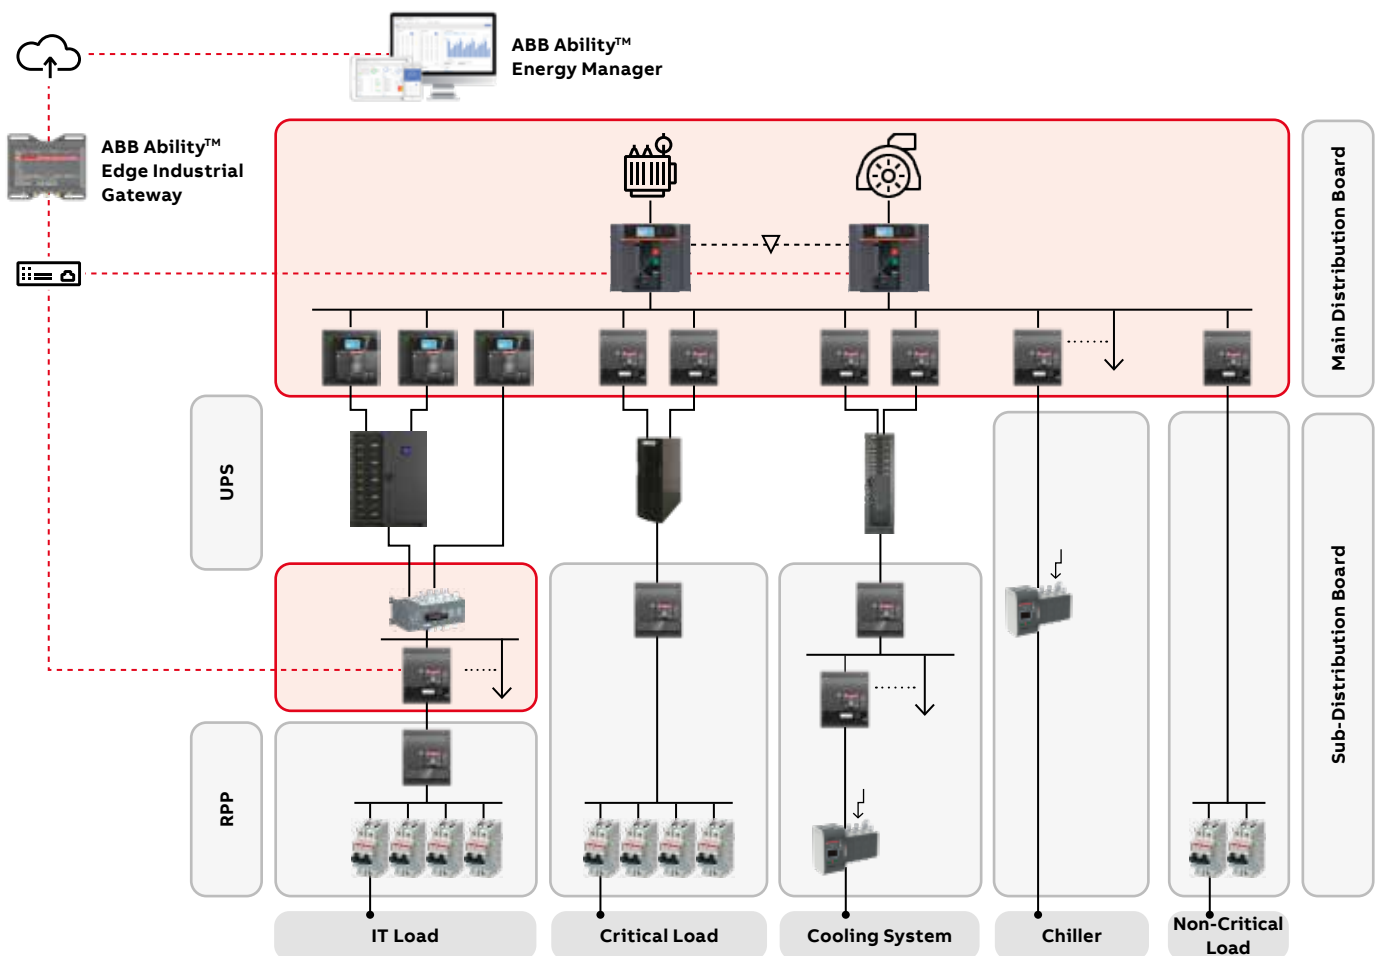 ABB Ability™
Energy Manager
ABB Ability™
Edge Industrial
Gateway
Main Distribution Board
UPS
Sub-Distribution Board
RPP
IT Load
Critical Load
Cooling System
Chiller
Non-Critical
Load